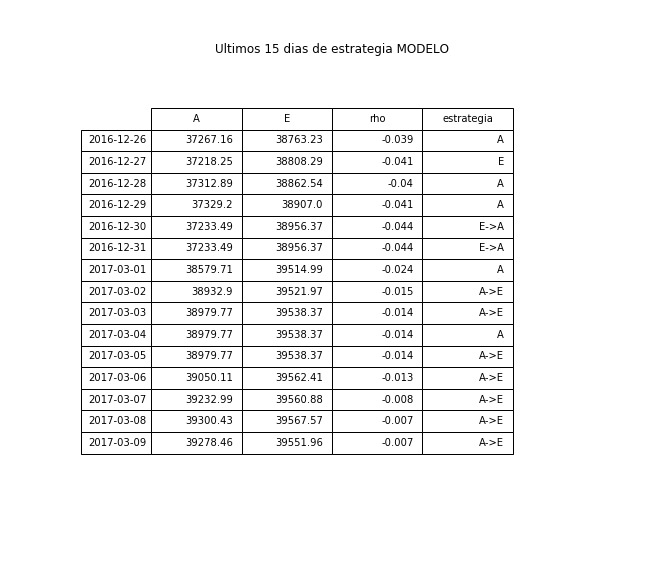 Ultimos 15 dias de estrategia MODELO
A E rho estrategia
2016-12-26 37267.16 38763.23 -0.039 A
2016-12-27 37218.25 38808.29 -0.041 E
2016-12-28 37312.89 38862.54 -0.04 A
2016-12-29 37329.2 38907.0 -0.041 A
2016-12-30 37233.49 38956.37 -0.044 E->A
2016-12-31 37233.49 38956.37 -0.044 E->A
2017-03-01 38579.71 39514.99 -0.024 A
2017-03-02 38932.9 39521.97 -0.015 A->E
2017-03-03 38979.77 39538.37 -0.014 A->E
2017-03-04 38979.77 39538.37 -0.014 A
2017-03-05 38979.77 39538.37 -0.014 A->E
2017-03-06 39050.11 39562.41 -0.013 A->E
2017-03-07 39232.99 39560.88 -0.008 A->E
2017-03-08 39300.43 39567.57 -0.007 A->E
2017-03-09 39278.46 39551.96 -0.007 A->E